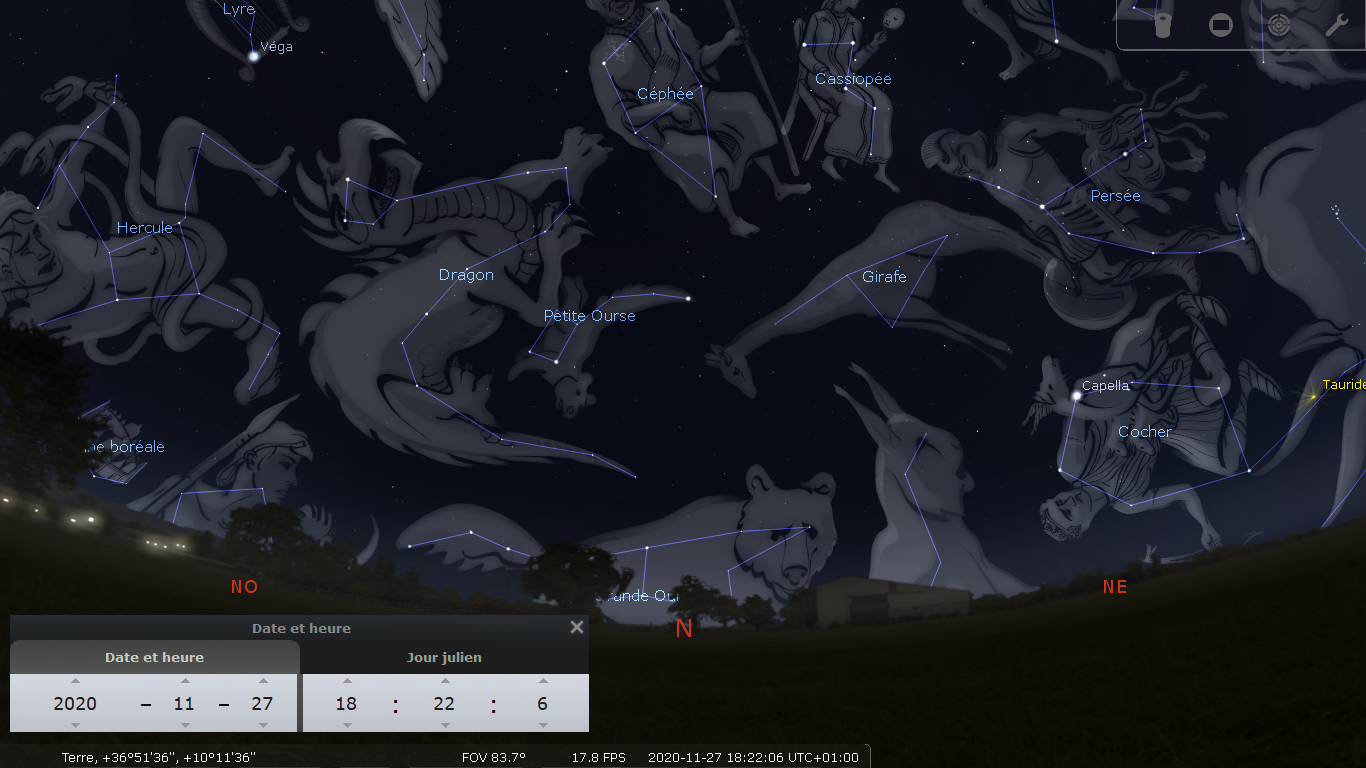 Lyre
Véga
Céphée
Cassiopée
Persée
Hercule
Dragon
Girafe
Petite Ourse
Capella
Tauride
Cocher
boréale
NO
NE
N
Date et heure
Date et heure
Jour julien
2020 – 11 – 27
18 : 22 : 6
Terre, +36°51'36", +10°11'36"
FOV 83.7°
17.8 FPS
2020-11-27 18:22:06 UTC+01:00